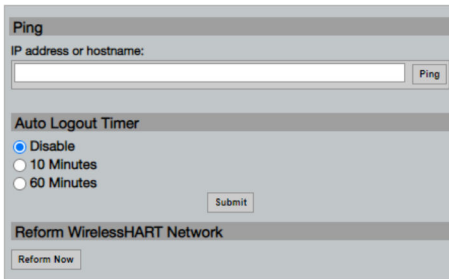 Ping
IP address or hostname:
Ping
Auto Logout Timer
Disable
10 Minutes
60 Minutes
Submit
Reform WirelessHART Network
Reform Now